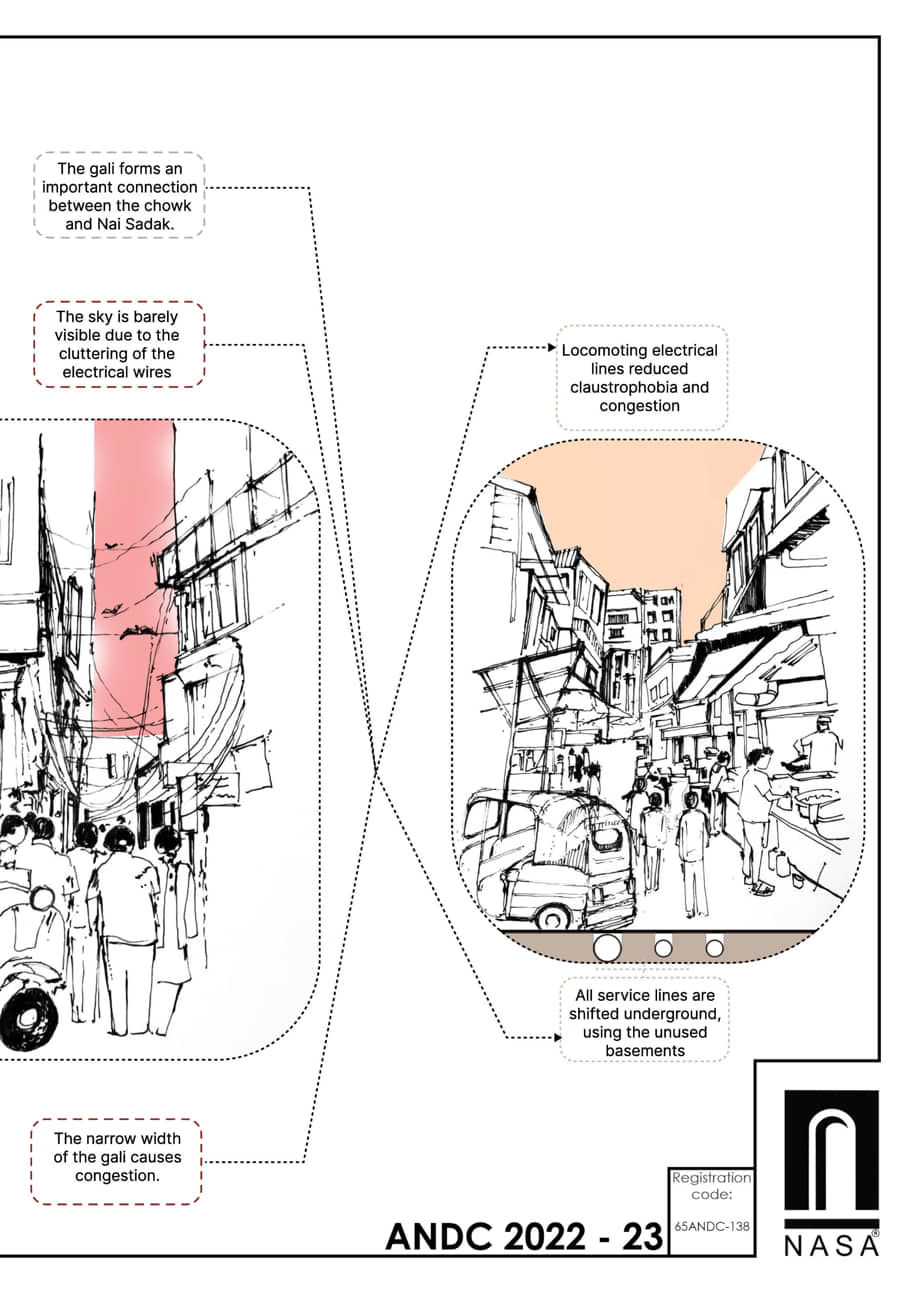 The gali forms an
important connection
between the chowk
and Nai Sadak.
The sky is barely
visible due to the
cluttering of the
electrical wires
Locomoting electrical
lines reduced
claustrophobia and
congestion
All service lines are
shifted underground,
using the unused
basements
The narrow width
of the gali causes
congestion.
ANDC 2022 - 23
Registration
code:
65ANDC-138
NASA®